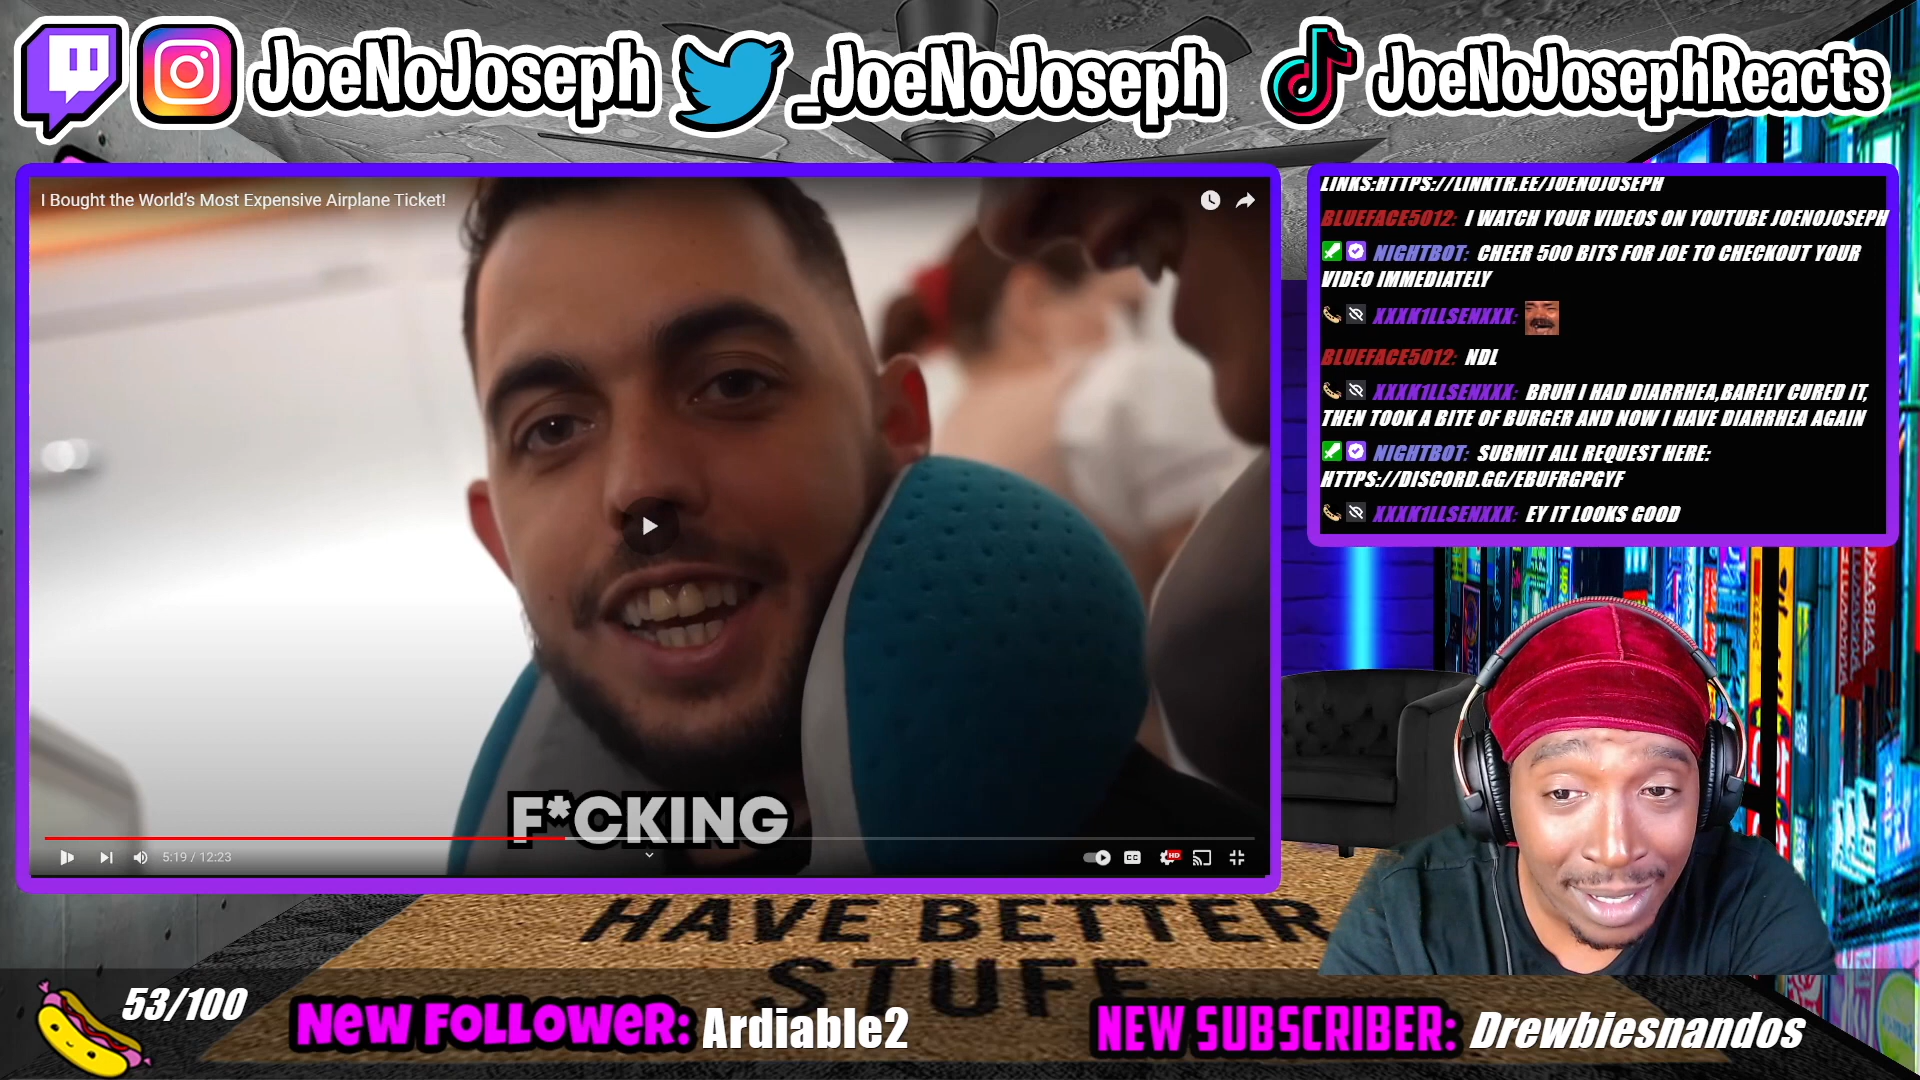 JoeNoJoseph
_JoeNoJoseph
JoeNoJosephReacts
I Bought the World's Most Expensive Airplane Ticket!
F*CKING
5:19 / 12:23
CC
HD
LINKS:HTTPS://LINKTR.EE/JOENOJOSEPH
BLUEFACE5012: I WATCH YOUR VIDEOS ON YOUTUBE JOENOJOSEPH
NIGHTBOT: CHEER 500 BITS FOR JOE TO CHECKOUT YOUR
VIDEO IMMEDIATELY
XXXK1LLSENXXX:
BLUEFACE5012: NDL
XXXK1LLSENXXX: BRUH I HAD DIARRHEA,BARELY CURED IT,
THEN TOOK A BITE OF BURGER AND NOW I HAVE DIARRHEA AGAIN
NIGHTBOT: SUBMIT ALL REQUEST HERE:
HTTPS://DISCORD.GG/EBUFRGPGYF
XXXK1LLSENXXX: EY IT LOOKS GOOD
HAVE BETTER
STUFF
53/100
NEW FOLLOWER: Ardiable2
NEW SUBSCRIBER: Drewbiesnandos